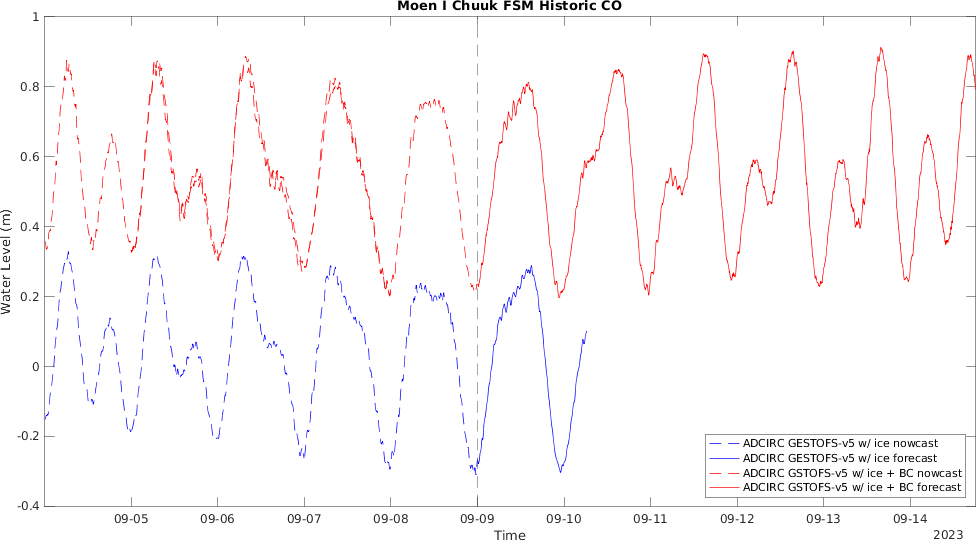 Moen I Chuuk FSM Historic CO
Water Level (m)
1
0.8
0.6
0.4
0.2
0
-0.2
-0.4
ADCIRC GESTOFS-v5 w/ ice nowcast
ADCIRC GESTOFS-v5 w/ ice forecast
ADCIRC GSTOFS-v5 w/ ice + BC nowcast
ADCIRC GSTOFS-v5 w/ ice + BC forecast
09-05 09-06 09-07 09-08 09-09 09-10 09-11 09-12 09-13 09-14
Time
2023